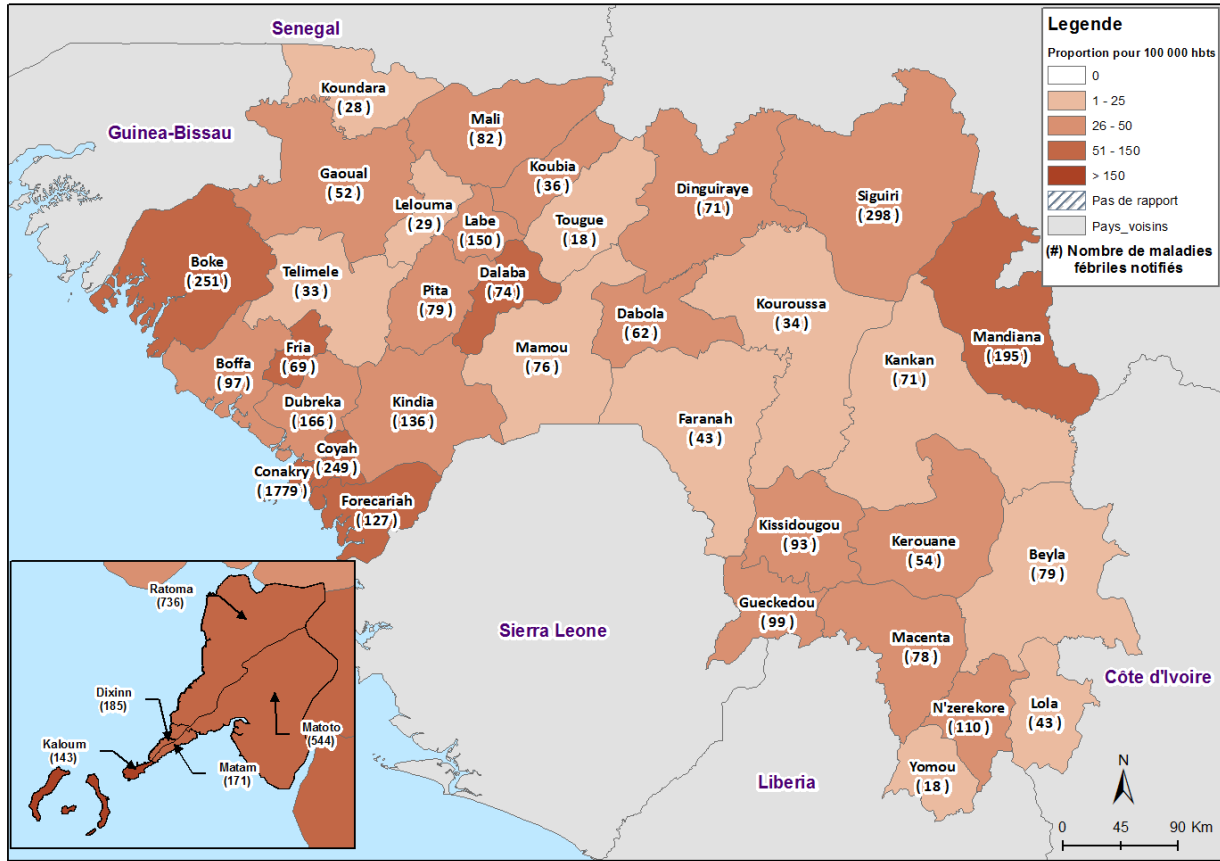 Senegal
Guinea-Bissau
Koundara
( 28 )
Mali
( 82 )
Gaoual
( 52 )
Koubia
( 36 )
Lelouma
( 29 )
Labe
( 150 )
Tougue
( 18 )
Dinguiraye
( 71 )
Siguiri
( 298 )
Boke
( 251 )
Telimele
( 33 )
Pita
( 79 )
Dalaba
( 74 )
Dabola
( 62 )
Kouroussa
( 34 )
Mandiana
( 195 )
Fria
( 69 )
Boffa
( 97 )
Mamou
( 76 )
Kankan
( 71 )
Dubreka
( 166 )
Kindia
( 136 )
Faranah
( 43 )
Coyah
( 249 )
Conakry
( 1779 )
Forecariah
( 127 )
Kissidougou
( 93 )
Kerouane
( 54 )
Beyla
( 79 )
Gueckedou
( 99 )
Macenta
( 78 )
N'zerekore
( 110 )
Lola
( 43 )
Yomou
( 18 )
Sierra Leone
Liberia
Côte d'Ivoire
Legende
Proportion pour 100 000 hbts
0
1 - 25
26 - 50
51 - 150
> 150
Pas de rapport
Pays_voisins
(#) Nombre de maladies
fébriles notifiés
Ratoma
(736)
Dixinn
(185)
Kaloum
(143)
Matam
(171)
Matoto
(544)
N
0 45 90 Km